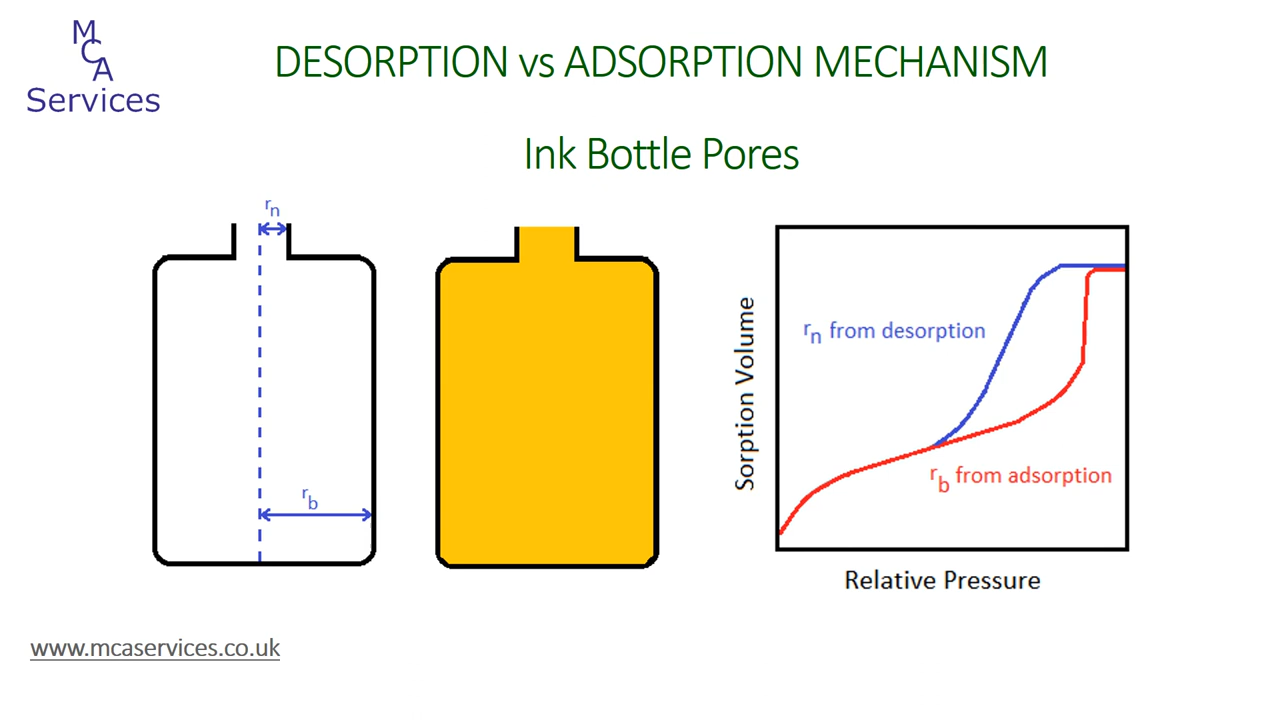 M
C
A
Services
DESORPTION vs ADSORPTION MECHANISM
Ink Bottle Pores
rn
rb
Sorption Volume
rn from desorption
rb from adsorption
Relative Pressure
www.mcaservices.co.uk